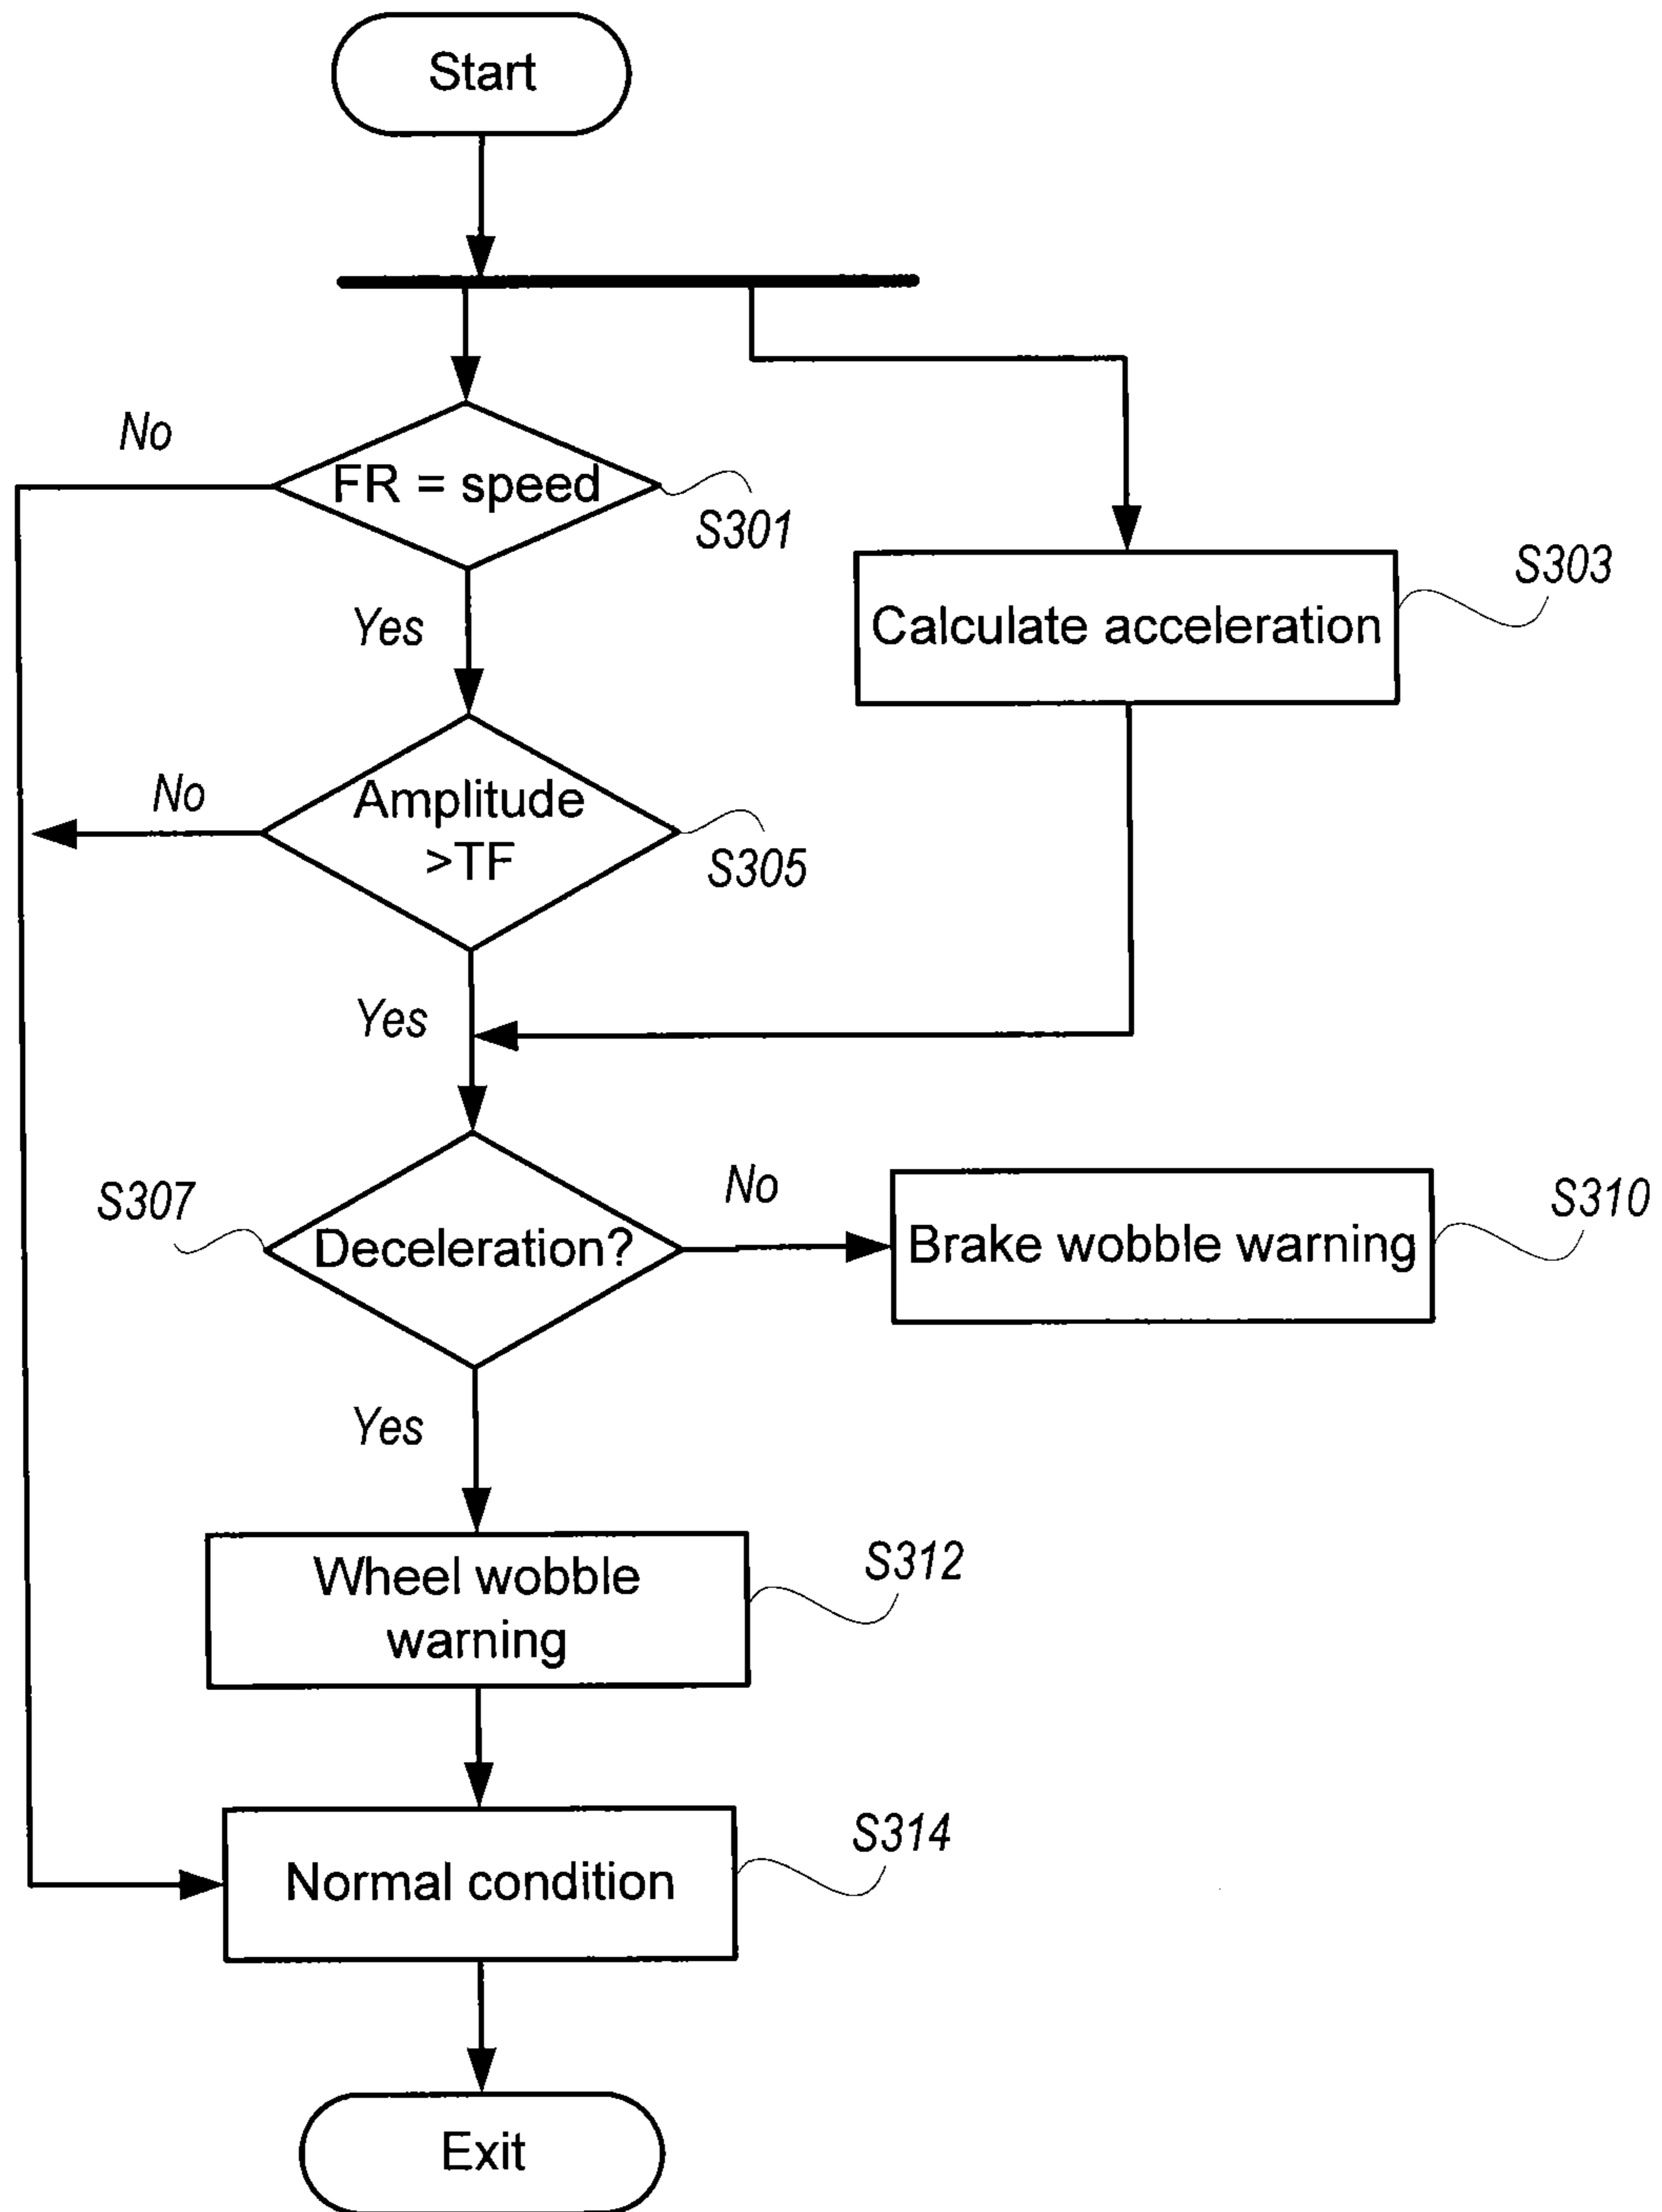 Start
No
FR = speed
S301
S303
Yes
Calculate acceleration
No
Amplitude
>TF
S305
Yes
S307
No
S310
Deceleration?
Brake wobble warning
Yes
S312
Wheel wobble
warning
S314
Normal condition
Exit